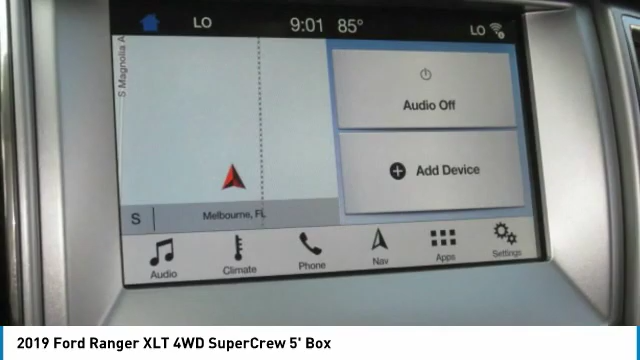 LO 9:01 85° LO
S Magnolia A
Audio Off
Add Device
S
Melbourne, FL
Audio Climate Phone Nav Apps Settings
2019 Ford Ranger XLT 4WD SuperCrew 5' Box